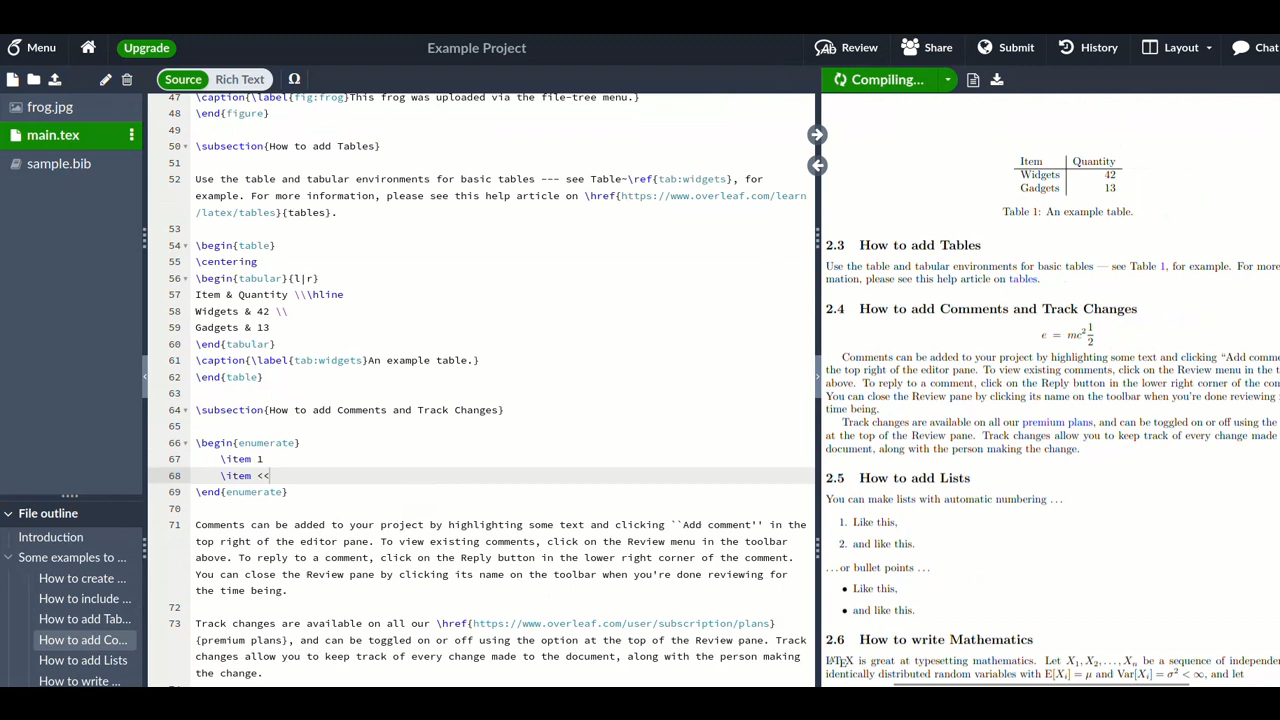 Menu
Upgrade
Example Project
Review
Share
Submit
History
Layout
Chat
Source
Rich Text
Ω
Compiling...
frog.jpg
main.tex
sample.bib
47 \caption{\label{fig:frog}This frog was uploaded via the file-tree menu.}
48 \end{figure}
49
50 \subsection{How to add Tables}
51
52 Use the table and tabular environments for basic tables --- see Table~\ref{tab:widgets}, for
example. For more information, please see this help article on \href{https://www.overleaf.com/learn
/latex/tables}{tables}.
53
54 \begin{table}
55 \centering
56 \begin{tabular}{l|r}
57 Item & Quantity \\\hline
58 Widgets & 42 \\
59 Gadgets & 13
60 \end{tabular}
61 \caption{\label{tab:widgets}An example table.}
62 \end{table}
63
64 \subsection{How to add Comments and Track Changes}
65
66 \begin{enumerate}
67 \item 1
68 \item <<
69 \end{enumerate}
70
71 Comments can be added to your project by highlighting some text and clicking ``Add comment'' in the
top right of the editor pane. To view existing comments, click on the Review menu in the toolbar
above. To reply to a comment, click on the Reply button in the lower right corner of the comment.
You can close the Review pane by clicking its name on the toolbar when you're done reviewing for
the time being.
72
73 Track changes are available on all our \href{https://www.overleaf.com/user/subscription/plans}
{premium plans}, and can be toggled on or off using the option at the top of the Review pane. Track
changes allow you to keep track of every change made to the document, along with the person making
the change.
File outline
Introduction
Some examples to
How to create ...
How to include ...
How to add Tab...
How to add Co...
How to add Lists
How to write ...
Item Quantity
Widgets 42
Gadgets 13
Table 1: An example table.
2.3 How to add Tables
Use the table and tabular environments for basic tables — see Table 1, for example. For more
mation, please see this help article on tables.
2.4 How to add Comments and Track Changes
e = mc² 1/2
Comments can be added to your project by highlighting some text and clicking “Add comme
the top right of the editor pane. To view existing comments, click on the Review menu in the t
above. To reply to a comment, click on the Reply button in the lower right corner of the com
You can close the Review pane by clicking its name on the toolbar when you're done reviewing
time being.
Track changes are available on all our premium plans, and can be toggled on or off using the
at the top of the Review pane. Track changes allow you to keep track of every change made
document, along with the person making the change.
2.5 How to add Lists
You can make lists with automatic numbering ...
1. Like this,
2. and like this.
...or bullet points ...
• Like this,
• and like this.
2.6 How to write Mathematics
LATEX is great at typesetting mathematics. Let X₁, X₂, . . . , Xₙ be a sequence of independ
identically distributed random variables with E[Xᵢ] = μ and Var[Xᵢ] = σ² < ∞, and let